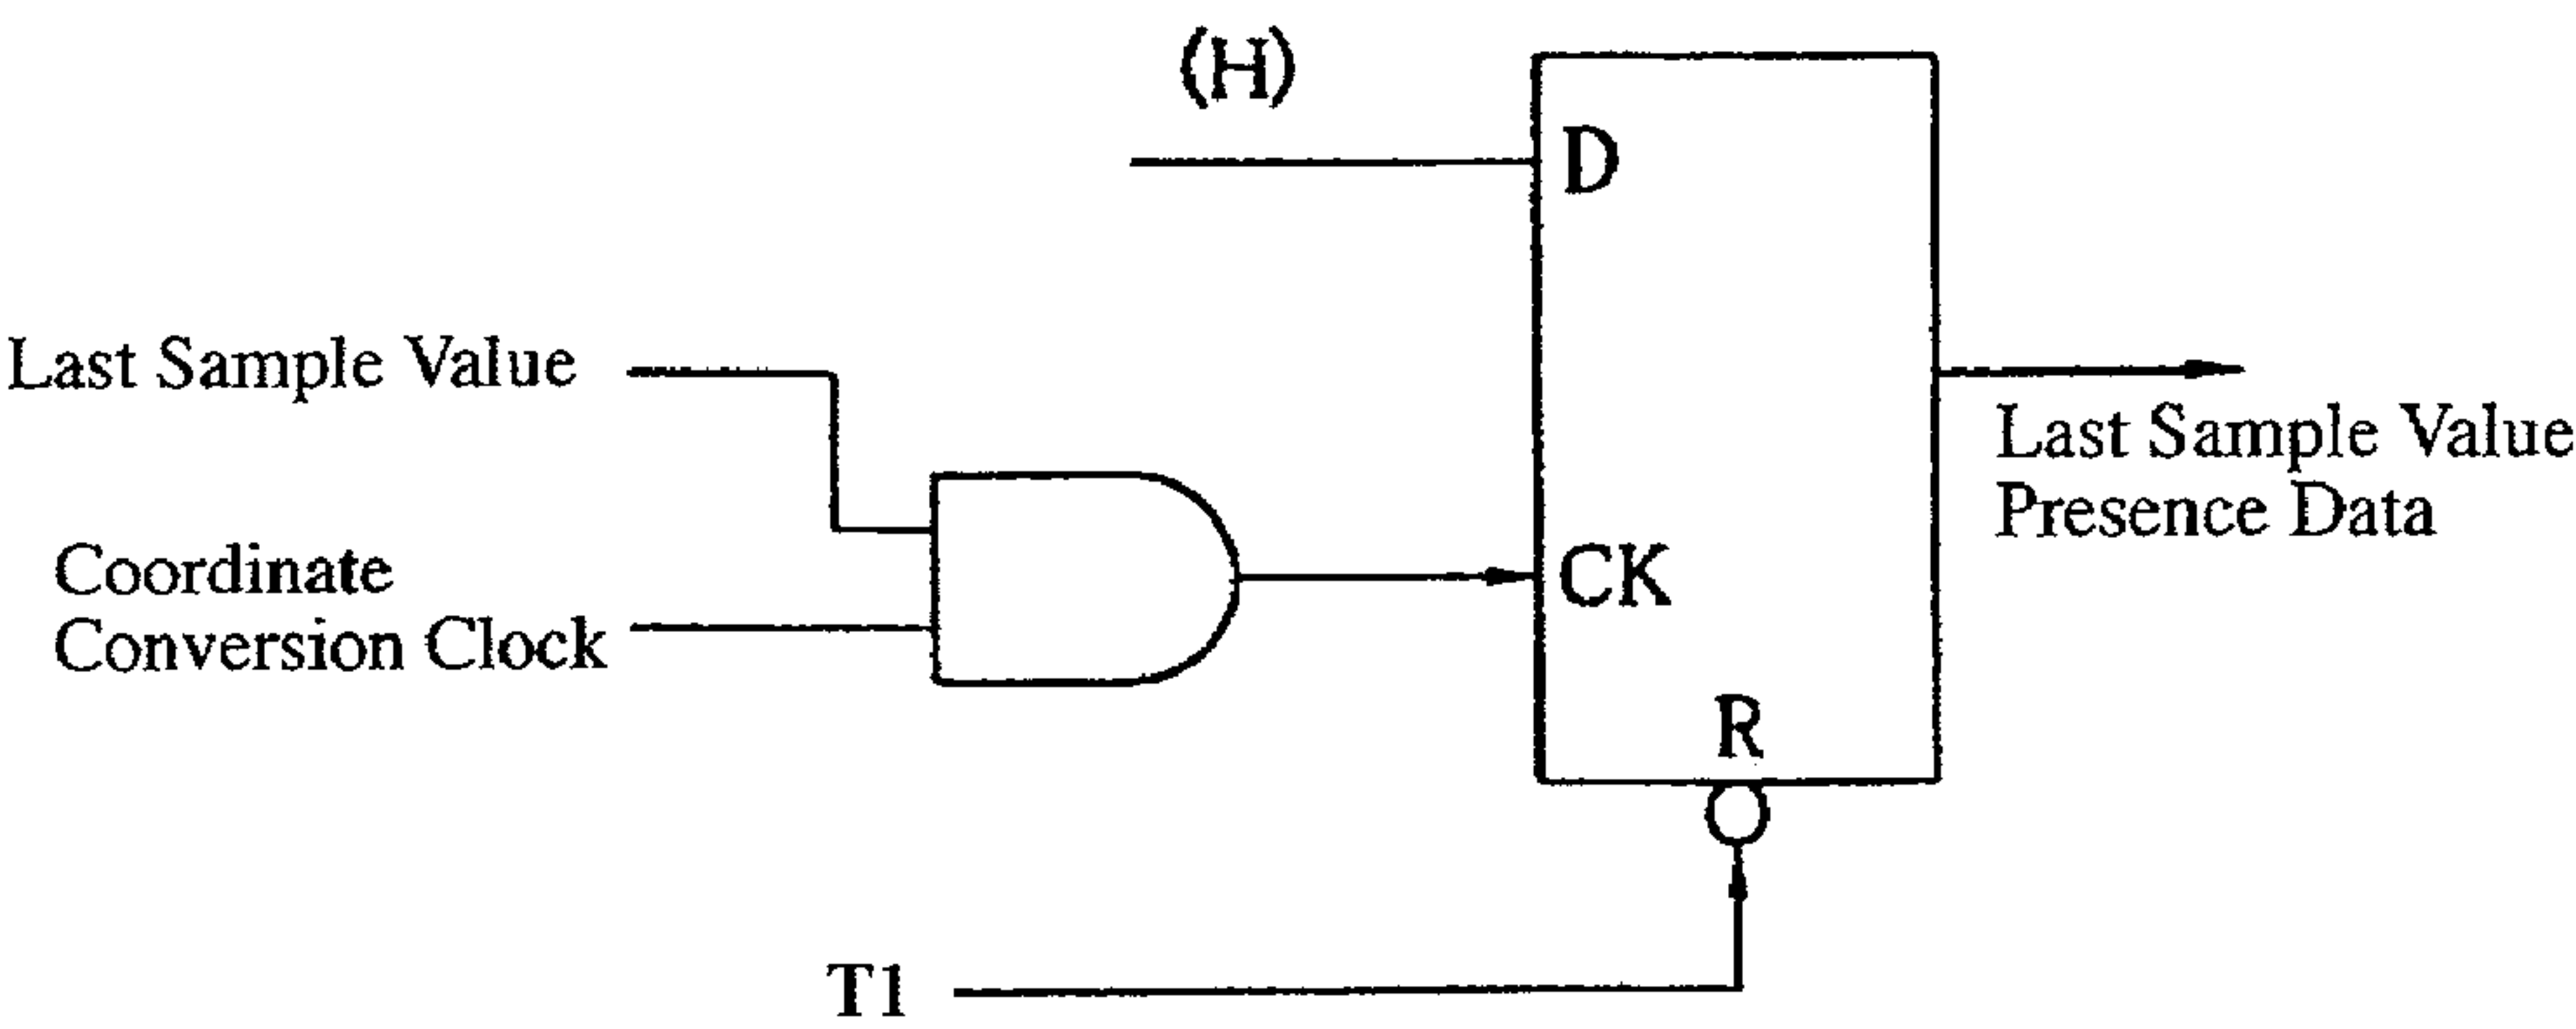 (H)
D
Last Sample Value
Last Sample Value
Presence Data
Coordinate
Conversion Clock
CK
R
T1